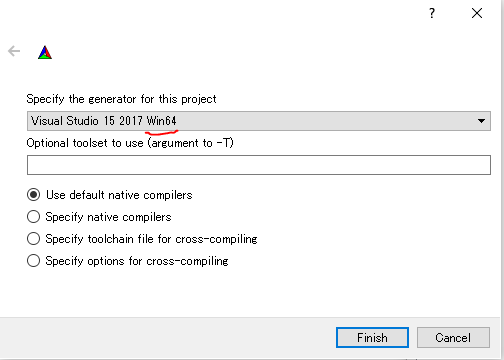 ?
Specify the generator for this project
Visual Studio 15 2017 Win64
Optional toolset to use (argument to -T)
Use default native compilers
Specify native compilers
Specify toolchain file for cross-compiling
Specify options for cross-compiling
Finish Cancel